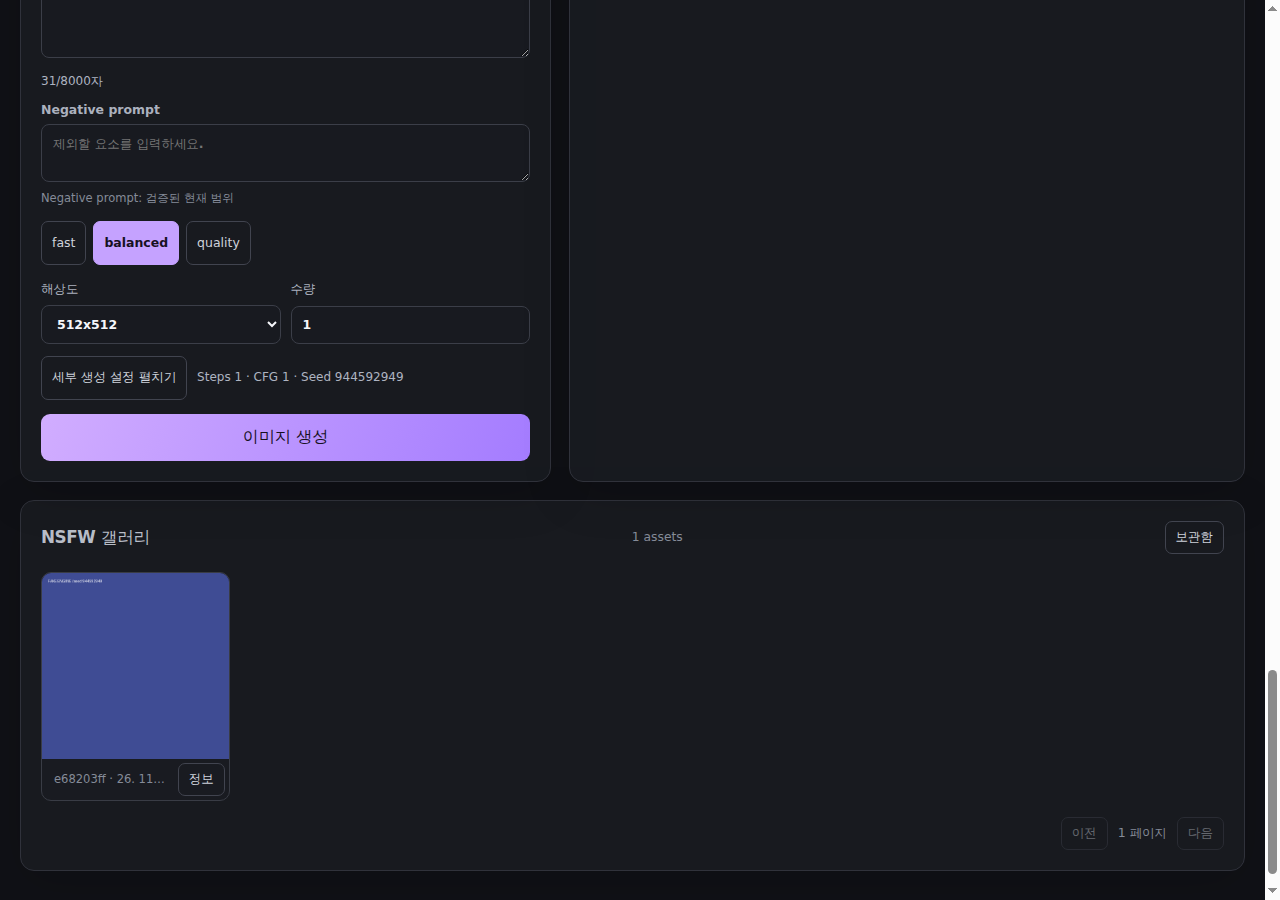 31/8000자
Negative prompt
제외할 요소를 입력하세요.
Negative prompt: 검증된 현재 범위
fast balanced quality
해상도 수량
512x512 1
세부 생성 설정 펼치기 Steps 1 · CFG 1 · Seed 944592949
이미지 생성
NSFW 갤러리 1 assets 보관함
e68203ff · 26. 11... 정보
이전 1 페이지 다음